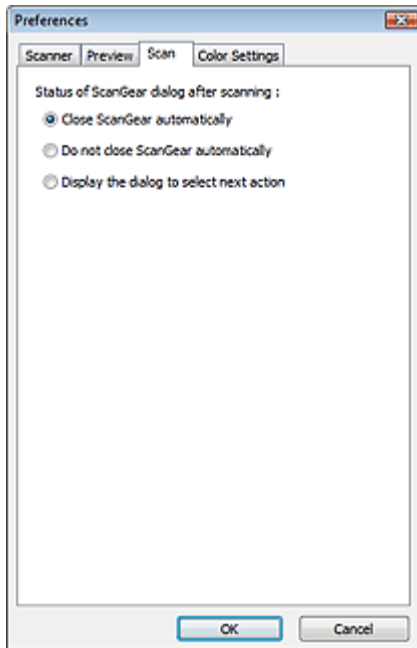 Preferences
Scanner Preview Scan Color Settings
Status of ScanGear dialog after scanning :
Close ScanGear automatically
Do not close ScanGear automatically
Display the dialog to select next action
OK Cancel